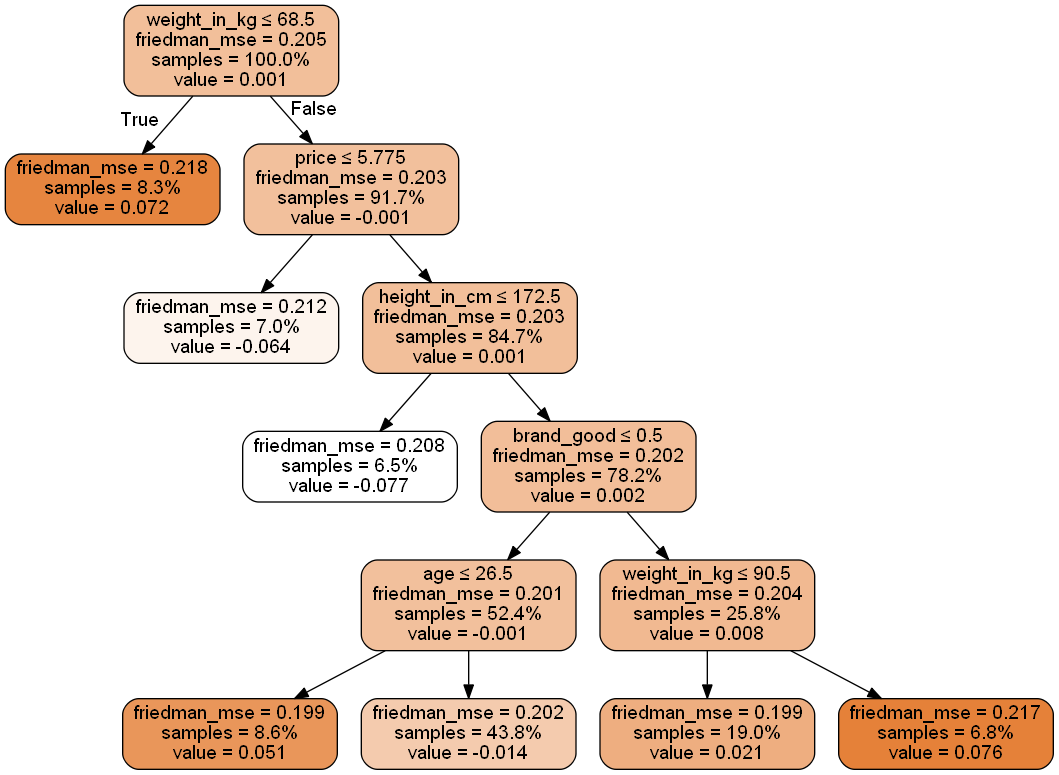 weight_in_kg ≤ 68.5
friedman_mse = 0.205
samples = 100.0%
value = 0.001
True
False
friedman_mse = 0.218
samples = 8.3%
value = 0.072
price ≤ 5.775
friedman_mse = 0.203
samples = 91.7%
value = -0.001
friedman_mse = 0.212
samples = 7.0%
value = -0.064
height_in_cm ≤ 172.5
friedman_mse = 0.203
samples = 84.7%
value = 0.001
friedman_mse = 0.208
samples = 6.5%
value = -0.077
brand_good ≤ 0.5
friedman_mse = 0.202
samples = 78.2%
value = 0.002
age ≤ 26.5
friedman_mse = 0.201
samples = 52.4%
value = -0.001
weight_in_kg ≤ 90.5
friedman_mse = 0.204
samples = 25.8%
value = 0.008
friedman_mse = 0.199
samples = 8.6%
value = 0.051
friedman_mse = 0.202
samples = 43.8%
value = -0.014
friedman_mse = 0.199
samples = 19.0%
value = 0.021
friedman_mse = 0.217
samples = 6.8%
value = 0.076